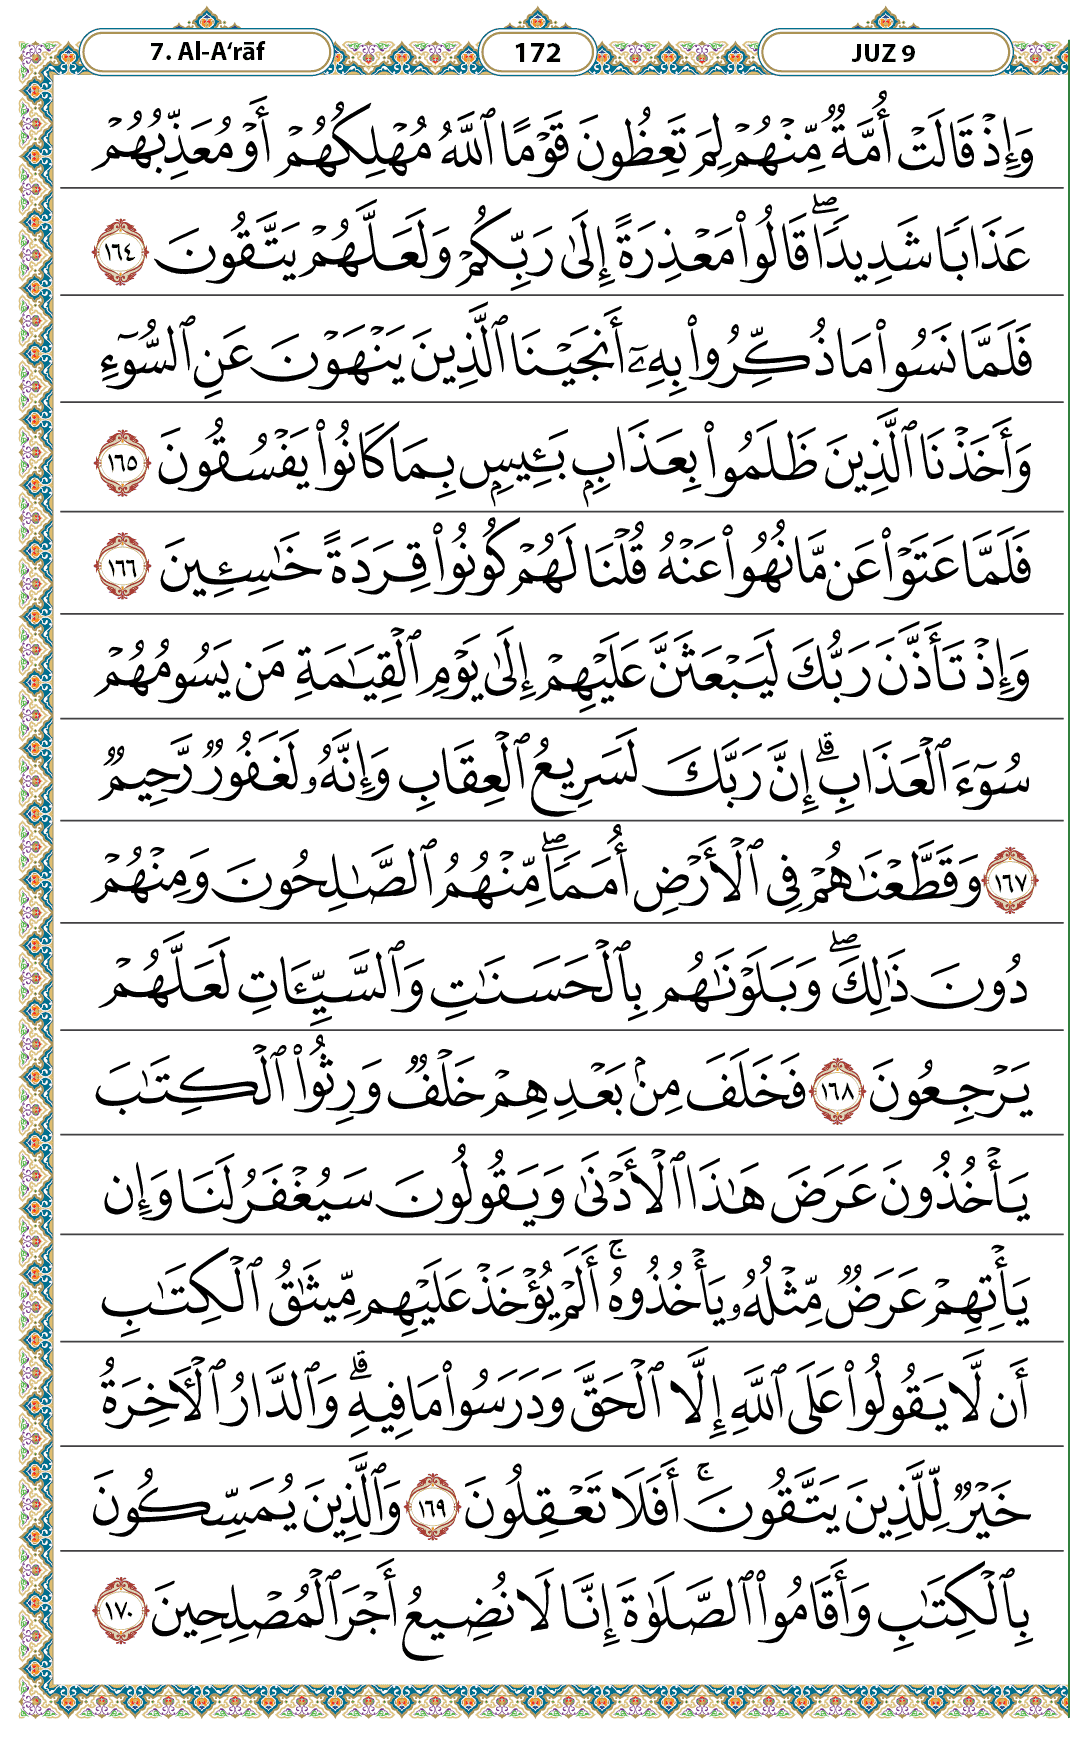 7. Al-A‘rāf 172 JUZ 9
وَإِذۡ قَالَتۡ أُمَّةٞ مِّنۡهُمۡ لِمَ تَعِظُونَ قَوۡمًا ٱللَّهُ مُهۡلِكُهُمۡ أَوۡ مُعَذِّبُهُمۡ
عَذَابٗا شَدِيدٗاۖ قَالُواْ مَعۡذِرَةً إِلَىٰ رَبِّكُمۡ وَلَعَلَّهُمۡ يَتَّقُونَ ١٦٤
فَلَمَّا نَسُواْ مَا ذُكِّرُواْ بِهِۦٓ أَنجَيۡنَا ٱلَّذِينَ يَنۡهَوۡنَ عَنِ ٱلسُّوٓءِ
وَأَخَذۡنَا ٱلَّذِينَ ظَلَمُواْ بِعَذَابِۭ بَـِٔيسِۭ بِمَا كَانُواْ يَفۡسُقُونَ ١٦٥
فَلَمَّا عَتَوۡاْ عَن مَّا نُهُواْ عَنۡهُ قُلۡنَا لَهُمۡ كُونُواْ قِرَدَةً خَٰسِـِٔينَ ١٦٦
وَإِذۡ تَأَذَّنَ رَبُّكَ لَيَبۡعَثَنَّ عَلَيۡهِمۡ إِلَىٰ يَوۡمِ ٱلۡقِيَٰمَةِ مَن يَسُومُهُمۡ
سُوٓءَ ٱلۡعَذَابِۗ إِنَّ رَبَّكَ لَسَرِيعُ ٱلۡعِقَابِ وَإِنَّهُۥ لَغَفُورٞ رَّحِيمٞ
١٦٧ وَقَطَّعۡنَٰهُمۡ فِي ٱلۡأَرۡضِ أُمَمٗاۖ مِّنۡهُمُ ٱلصَّٰلِحُونَ وَمِنۡهُمۡ
دُونَ ذَٰلِكَۖ وَبَلَوۡنَٰهُم بِٱلۡحَسَنَٰتِ وَٱلسَّيِّـَٔاتِ لَعَلَّهُمۡ
يَرۡجِعُونَ ١٦٨ فَخَلَفَ مِنۢ بَعۡدِهِمۡ خَلۡفٞ وَرِثُواْ ٱلۡكِتَٰبَ
يَأۡخُذُونَ عَرَضَ هَٰذَا ٱلۡأَدۡنَىٰ وَيَقُولُونَ سَيُغۡفَرُ لَنَا وَإِن
يَأۡتِهِمۡ عَرَضٞ مِّثۡلُهُۥ يَأۡخُذُوهُۚ أَلَمۡ يُؤۡخَذۡ عَلَيۡهِم مِّيثَٰقُ ٱلۡكِتَٰبِ
أَن لَّا يَقُولُواْ عَلَى ٱللَّهِ إِلَّا ٱلۡحَقَّ وَدَرَسُواْ مَا فِيهِۗ وَٱلدَّارُ ٱلۡأٓخِرَةُ
خَيۡرٞ لِّلَّذِينَ يَتَّقُونَۚ أَفَلَا تَعۡقِلُونَ ١٦٩ وَٱلَّذِينَ يُمَسِّكُونَ
بِٱلۡكِتَٰبِ وَأَقَامُواْ ٱلصَّلَوٰةَ إِنَّا لَا نُضِيعُ أَجۡرَ ٱلۡمُصۡلِحِينَ ١٧٠